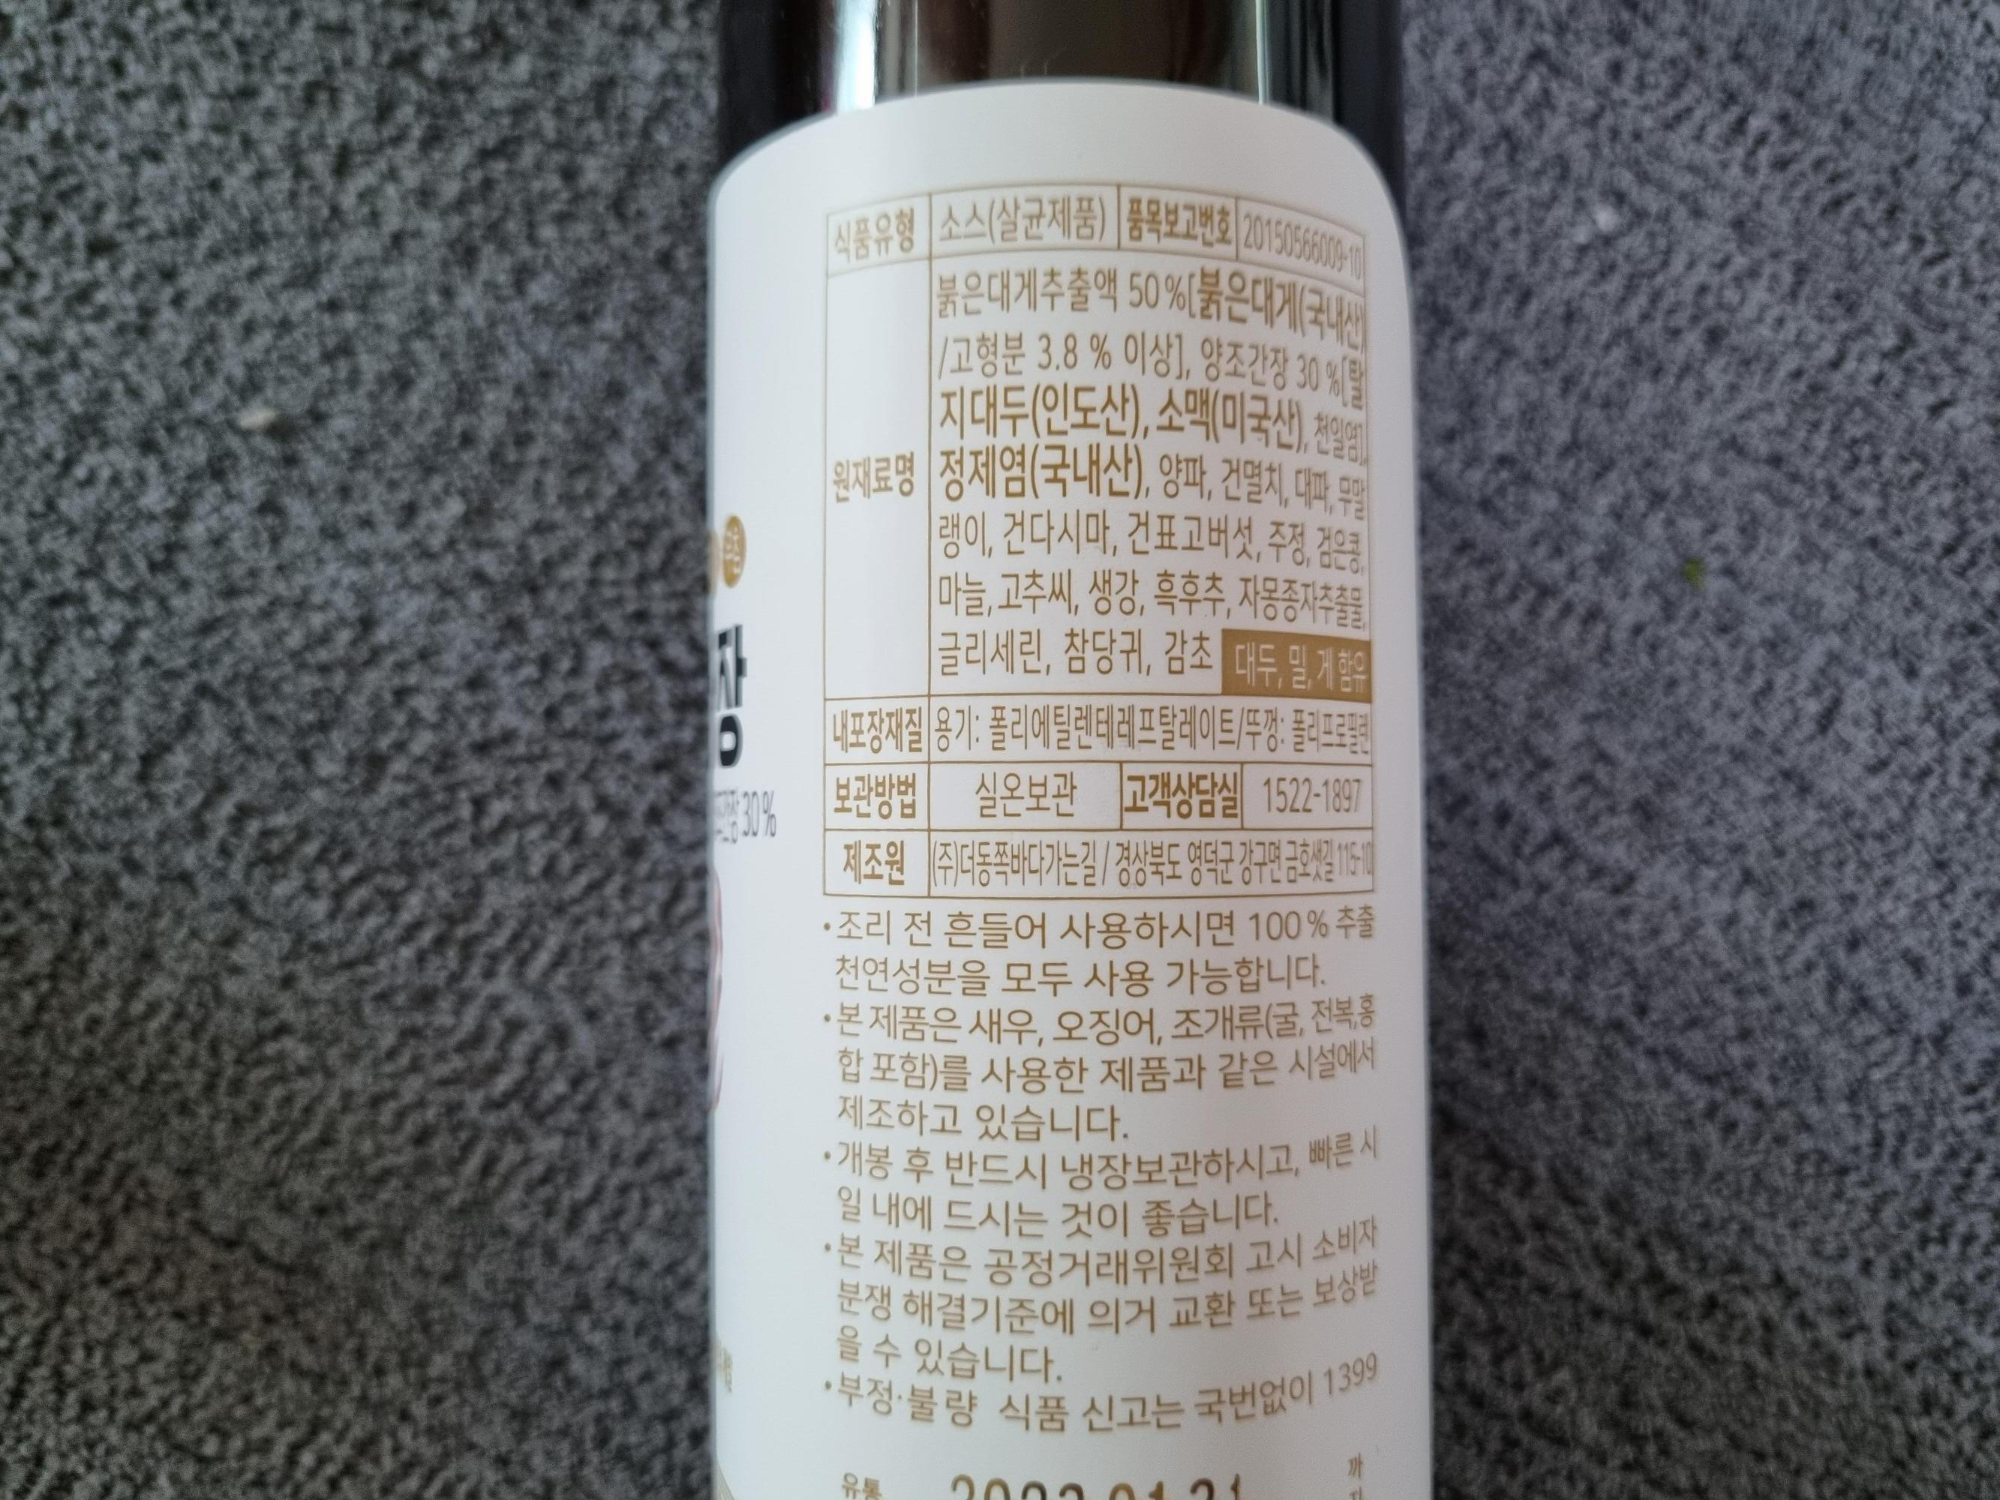 식품유형 소스(살균제품) 품목보고번호 20150566009-10
원재료명
붉은대게추출액 50%[붉은대게(국내산)
/고형분 3.8 % 이상], 양조간장 30 %[탈
지대두(인도산), 소맥(미국산), 천일염],
정제염(국내산), 양파, 건멸치, 대파, 무말
랭이, 건다시마, 건표고버섯, 주정, 검은콩,
마늘, 고추씨, 생강, 흑후추, 자몽종자추출물,
글리세린, 참당귀, 감초 대두, 밀, 게 함유
내포장재질 용기: 폴리에틸렌테레프탈레이트/뚜껑: 폴리프로필렌
보관방법 실온보관 고객상담실 1522-1897
제조원 (주)더동쪽바다가는길 / 경상북도 영덕군 강구면 금호샛길 115-10
•조리 전 흔들어 사용하시면 100% 추출
천연성분을 모두 사용 가능합니다.
•본 제품은 새우, 오징어, 조개류(굴, 전복,홍
합 포함)를 사용한 제품과 같은 시설에서
제조하고 있습니다.
•개봉 후 반드시 냉장보관하시고, 빠른 시
일 내에 드시는 것이 좋습니다.
•본 제품은 공정거래위원회 고시 소비자
분쟁 해결기준에 의거 교환 또는 보상받
을 수 있습니다.
•부정·불량 식품 신고는 국번없이 1399
유통
까지
장
30%